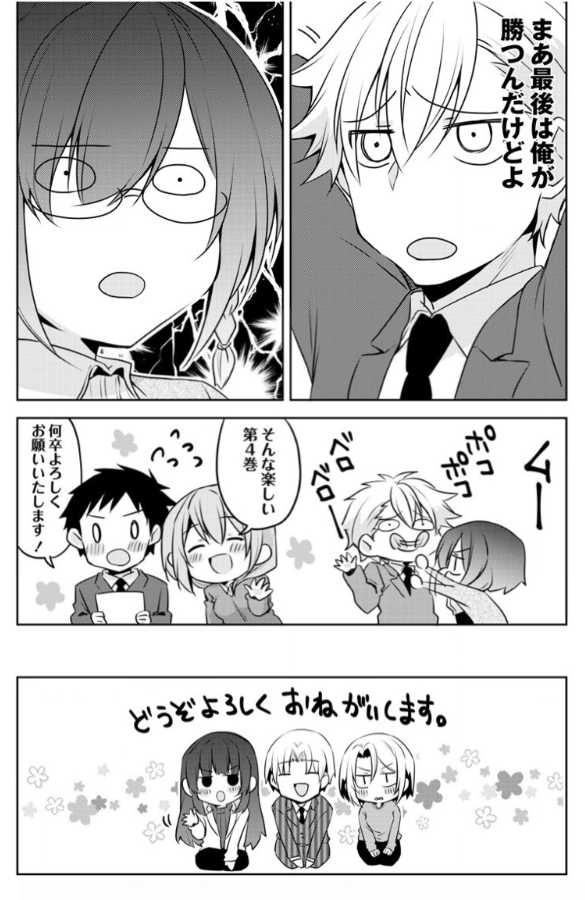 まあ最後は俺が
勝つんだけどよ
ムー
ポコ
ポコ
ベロ
ベロー
そんな楽しい
第4巻
何卒よろしく
お願いいたします!
どうぞよろしく おねがいします。